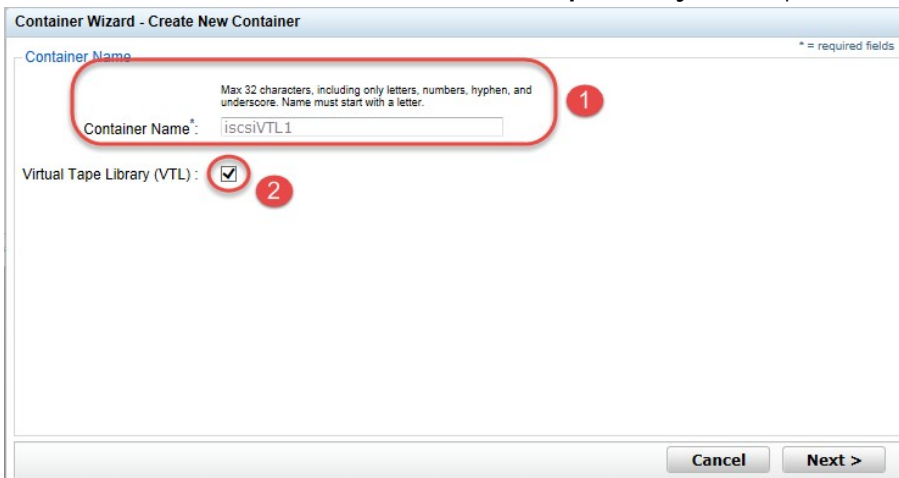 Container Wizard - Create New Container
* = required fields
Container Name
Max 32 characters, including only letters, numbers, hyphen, and
underscore. Name must start with a letter.
Container Name*: iscsiVTL1
1
Virtual Tape Library (VTL) :
2
Cancel Next >